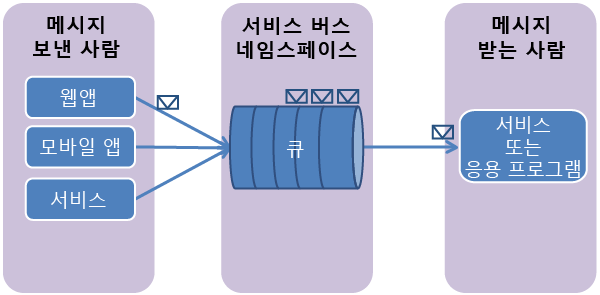 메시지
보낸 사람
웹앱
모바일 앱
서비스
서비스 버스
네임스페이스
큐
메시지
받는 사람
서비스
또는
응용 프로그램